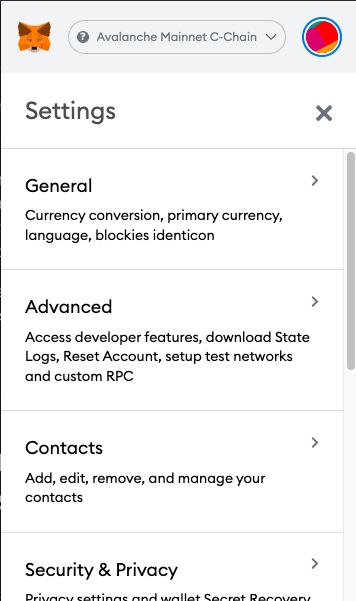 Avalanche Mainnet C-Chain
Settings
General
Currency conversion, primary currency,
language, blockies identicon
Advanced
Access developer features, download State
Logs, Reset Account, setup test networks
and custom RPC
Contacts
Add, edit, remove, and manage your
contacts
Security & Privacy
Privacy settings and wallet Secret Recovery